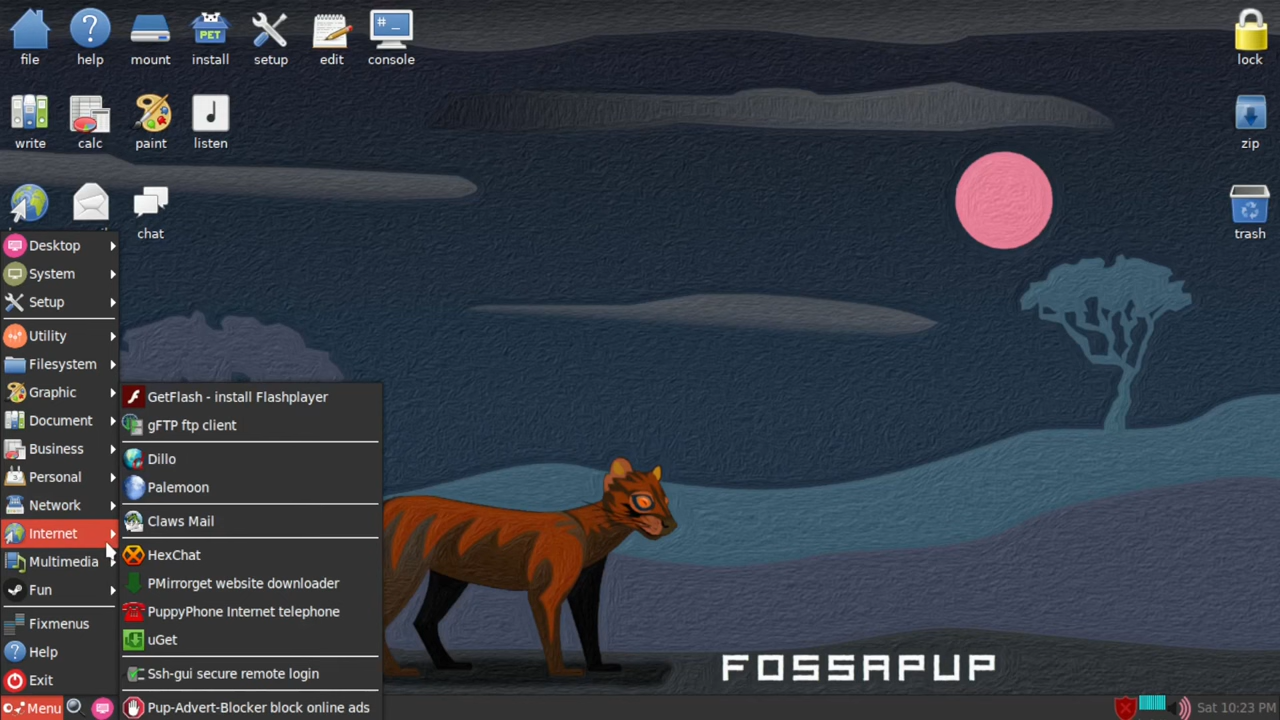 file help mount install setup edit console lock
PET
# _
write calc paint listen zip
chat trash
Desktop
System
Setup
Utility
Filesystem
Graphic
Document
Business
Personal
Network
Internet
Multimedia
Fun
Fixmenus
Help
Exit
GetFlash - install Flashplayer
gFTP ftp client
Dillo
Palemoon
Claws Mail
HexChat
PMirrorget website downloader
PuppyPhone Internet telephone
uGet
Ssh-gui secure remote login
Pup-Advert-Blocker block online ads
FOSSAPUP
Menu Sat 10:23 PM